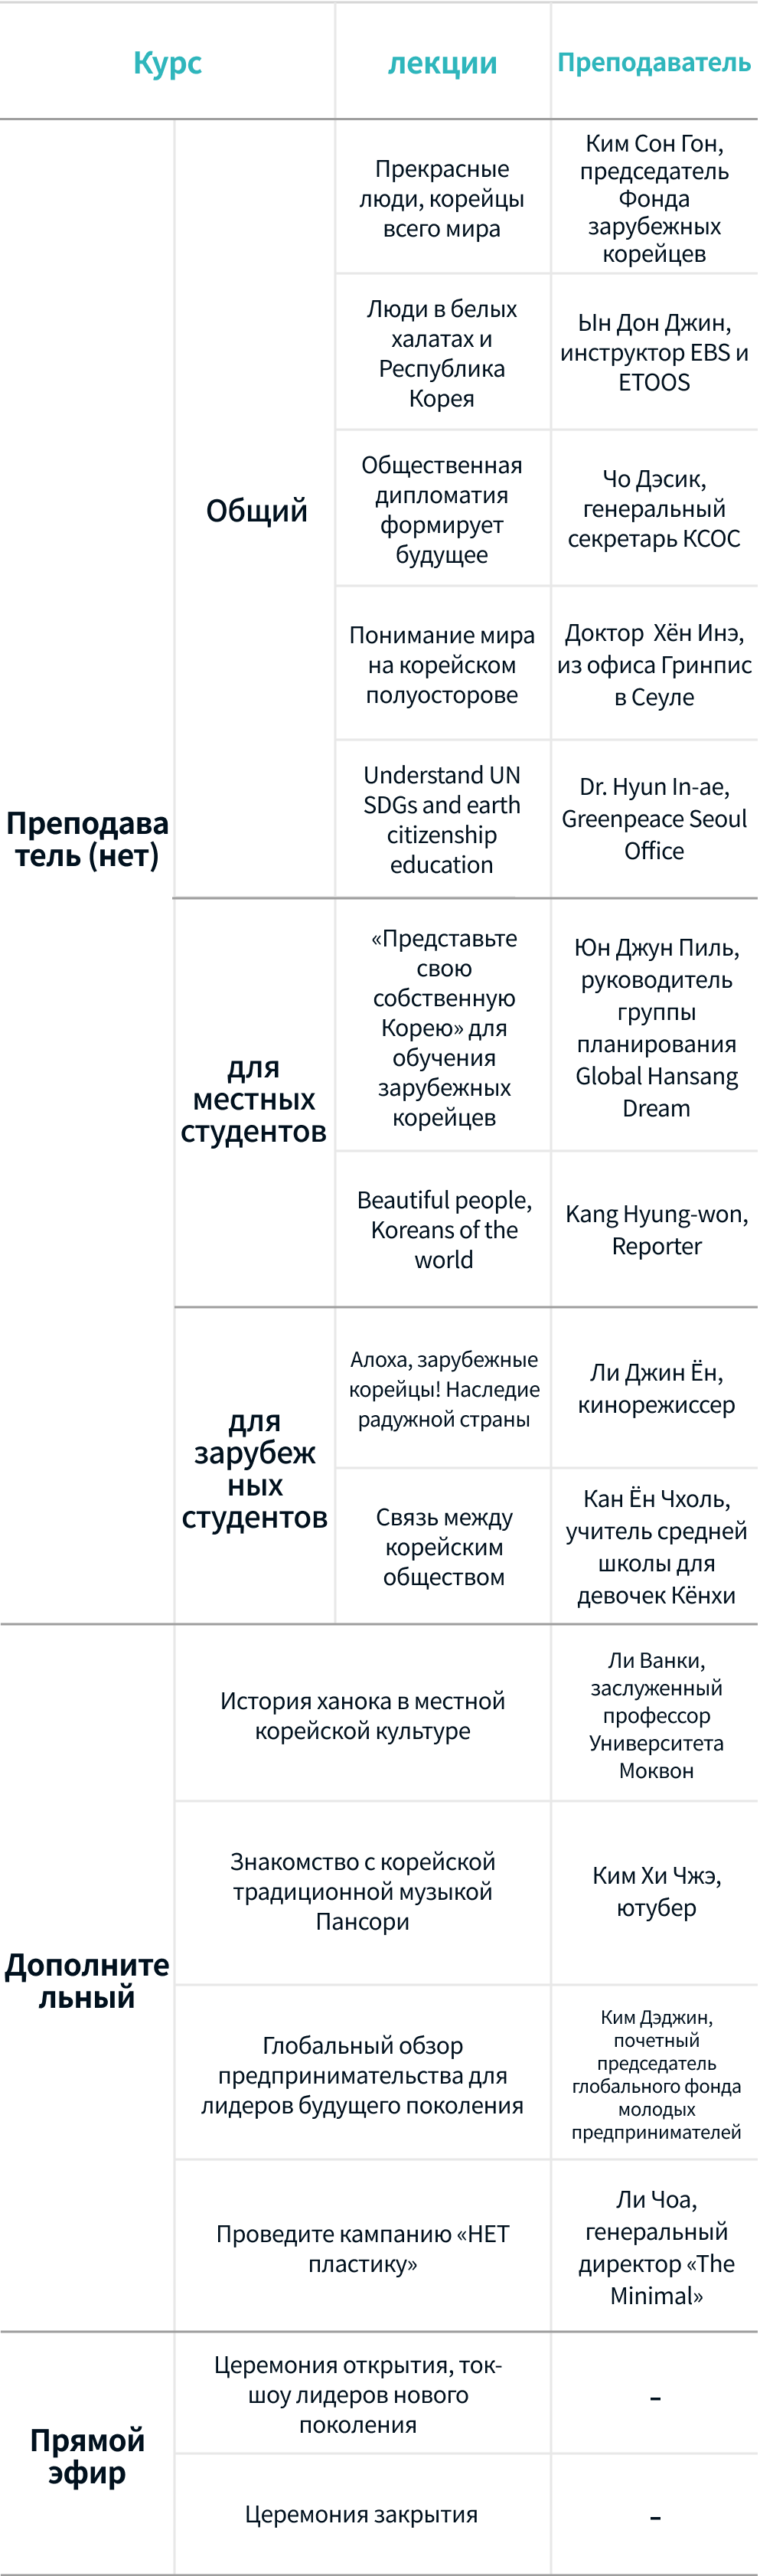 Курс
лекции
Преподаватель
Преподава
тель (нет)
Общий
Прекрасные
люди, корейцы
всего мира
Ким Сон Гон,
председатель
Фонда
зарубежных
корейцев
Люди в белых
халатах и
Республика
Корея
Ын Дон Джин,
инструктор EBS и
ETOOS
Общественная
дипломатия
формирует
будущее
Чо Дэсик,
генеральный
секретарь КСОС
Понимание мира
на корейском
полуосторове
Доктор  Хён Инэ,
из офиса Гринпис
в Сеуле
Understand UN
SDGs and earth
citizenship
education
Dr. Hyun In-ae,
Greenpeace Seoul
Office
для
местных
студентов
«Представьте
свою
собственную
Корею» для
обучения
зарубежных
корейцев
Юн Джун Пиль,
руководитель
группы
планирования
Global Hansang
Dream
Beautiful people,
Koreans of the
world
Kang Hyung-won,
Reporter
для
зарубеж
ных
студентов
Алоха, зарубежные
корейцы! Наследие
радужной страны
Ли Джин Ён,
кинорежиссер
Связь между
корейским
обществом
Кан Ён Чхоль,
учитель средней
школы для
девочек Кёнхи
Дополните
льный
История ханока в местной
корейской культуре
Ли Ванки,
заслуженный
профессор
Университета
Моквон
Знакомство с корейской
традиционной музыкой
Пансори
Ким Хи Чжэ,
ютубер
Глобальный обзор
предпринимательства для
лидеров будущего поколения
Ким Дэджин,
почетный
председатель
глобального фонда
молодых
предпринимателей
Проведите кампанию «НЕТ
пластику»
Ли Чоа,
генеральный
директор «The
Minimal»
Прямой
эфир
Церемония открытия, ток-
шоу лидеров нового
поколения
-
Церемония закрытия
-